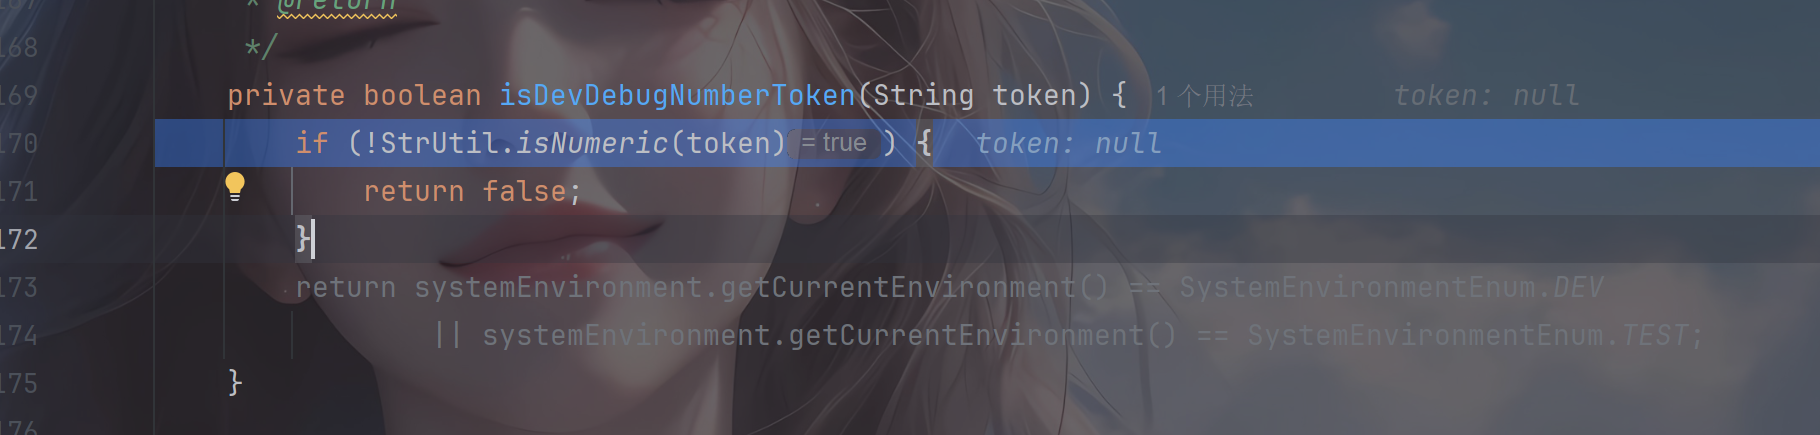 * @return
168
*/
169
private boolean isDevDebugNumberToken(String token) { 1 个用法 token: null
170
if (!StrUtil.isNumeric(token) = true ) { token: null
171
return false;
172
}
173
return systemEnvironment.getCurrentEnvironment() == SystemEnvironmentEnum.DEV
174
|| systemEnvironment.getCurrentEnvironment() == SystemEnvironmentEnum.TEST;
175
}
176